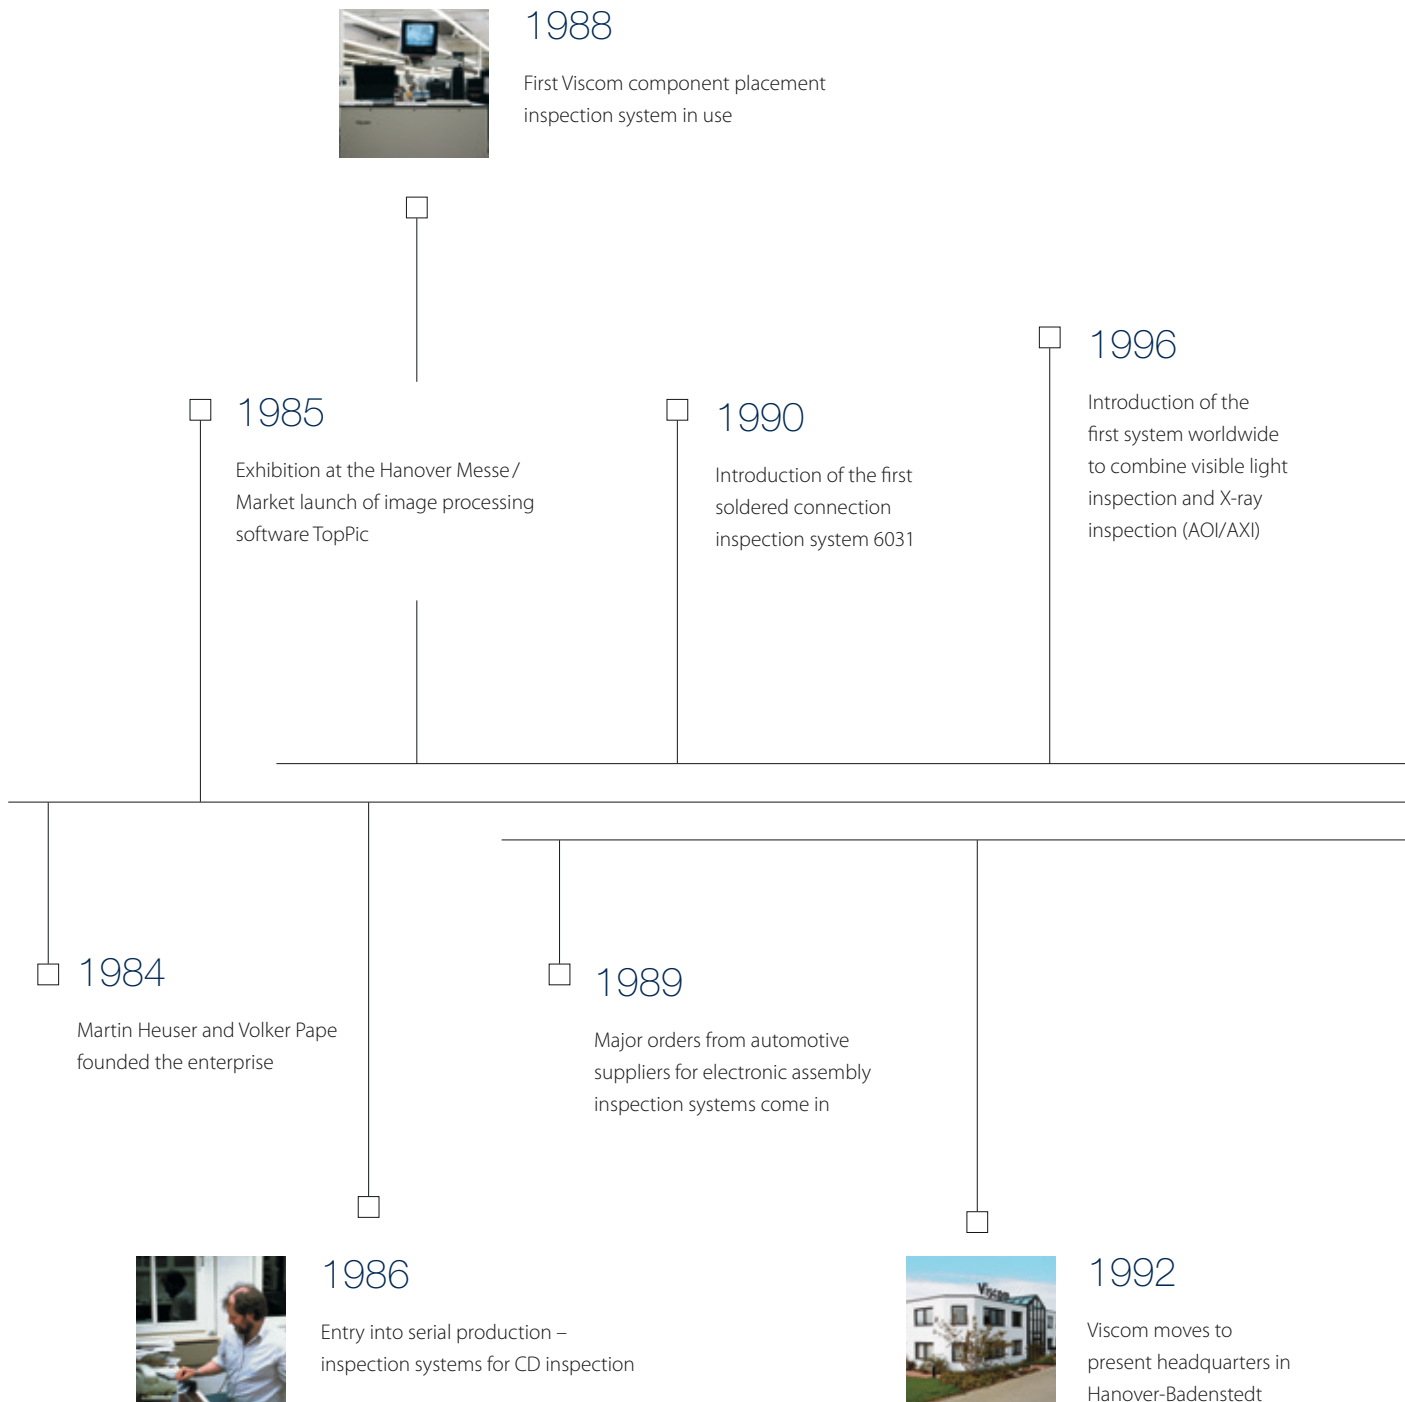 1988
First Viscom component placement
inspection system in use
1996
Introduction of the
first system worldwide
to combine visible light
inspection and X-ray
inspection (AOI/AXI)
1985
Exhibition at the Hanover Messe /
Market launch of image processing
software TopPic
1990
Introduction of the first
soldered connection
inspection system 6031
1984
Martin Heuser and Volker Pape
founded the enterprise
1989
Major orders from automotive
suppliers for electronic assembly
inspection systems come in
1986
Entry into serial production –
inspection systems for CD inspection
Viscom
1992
Viscom moves to
present headquarters in
Hanover-Badenstedt